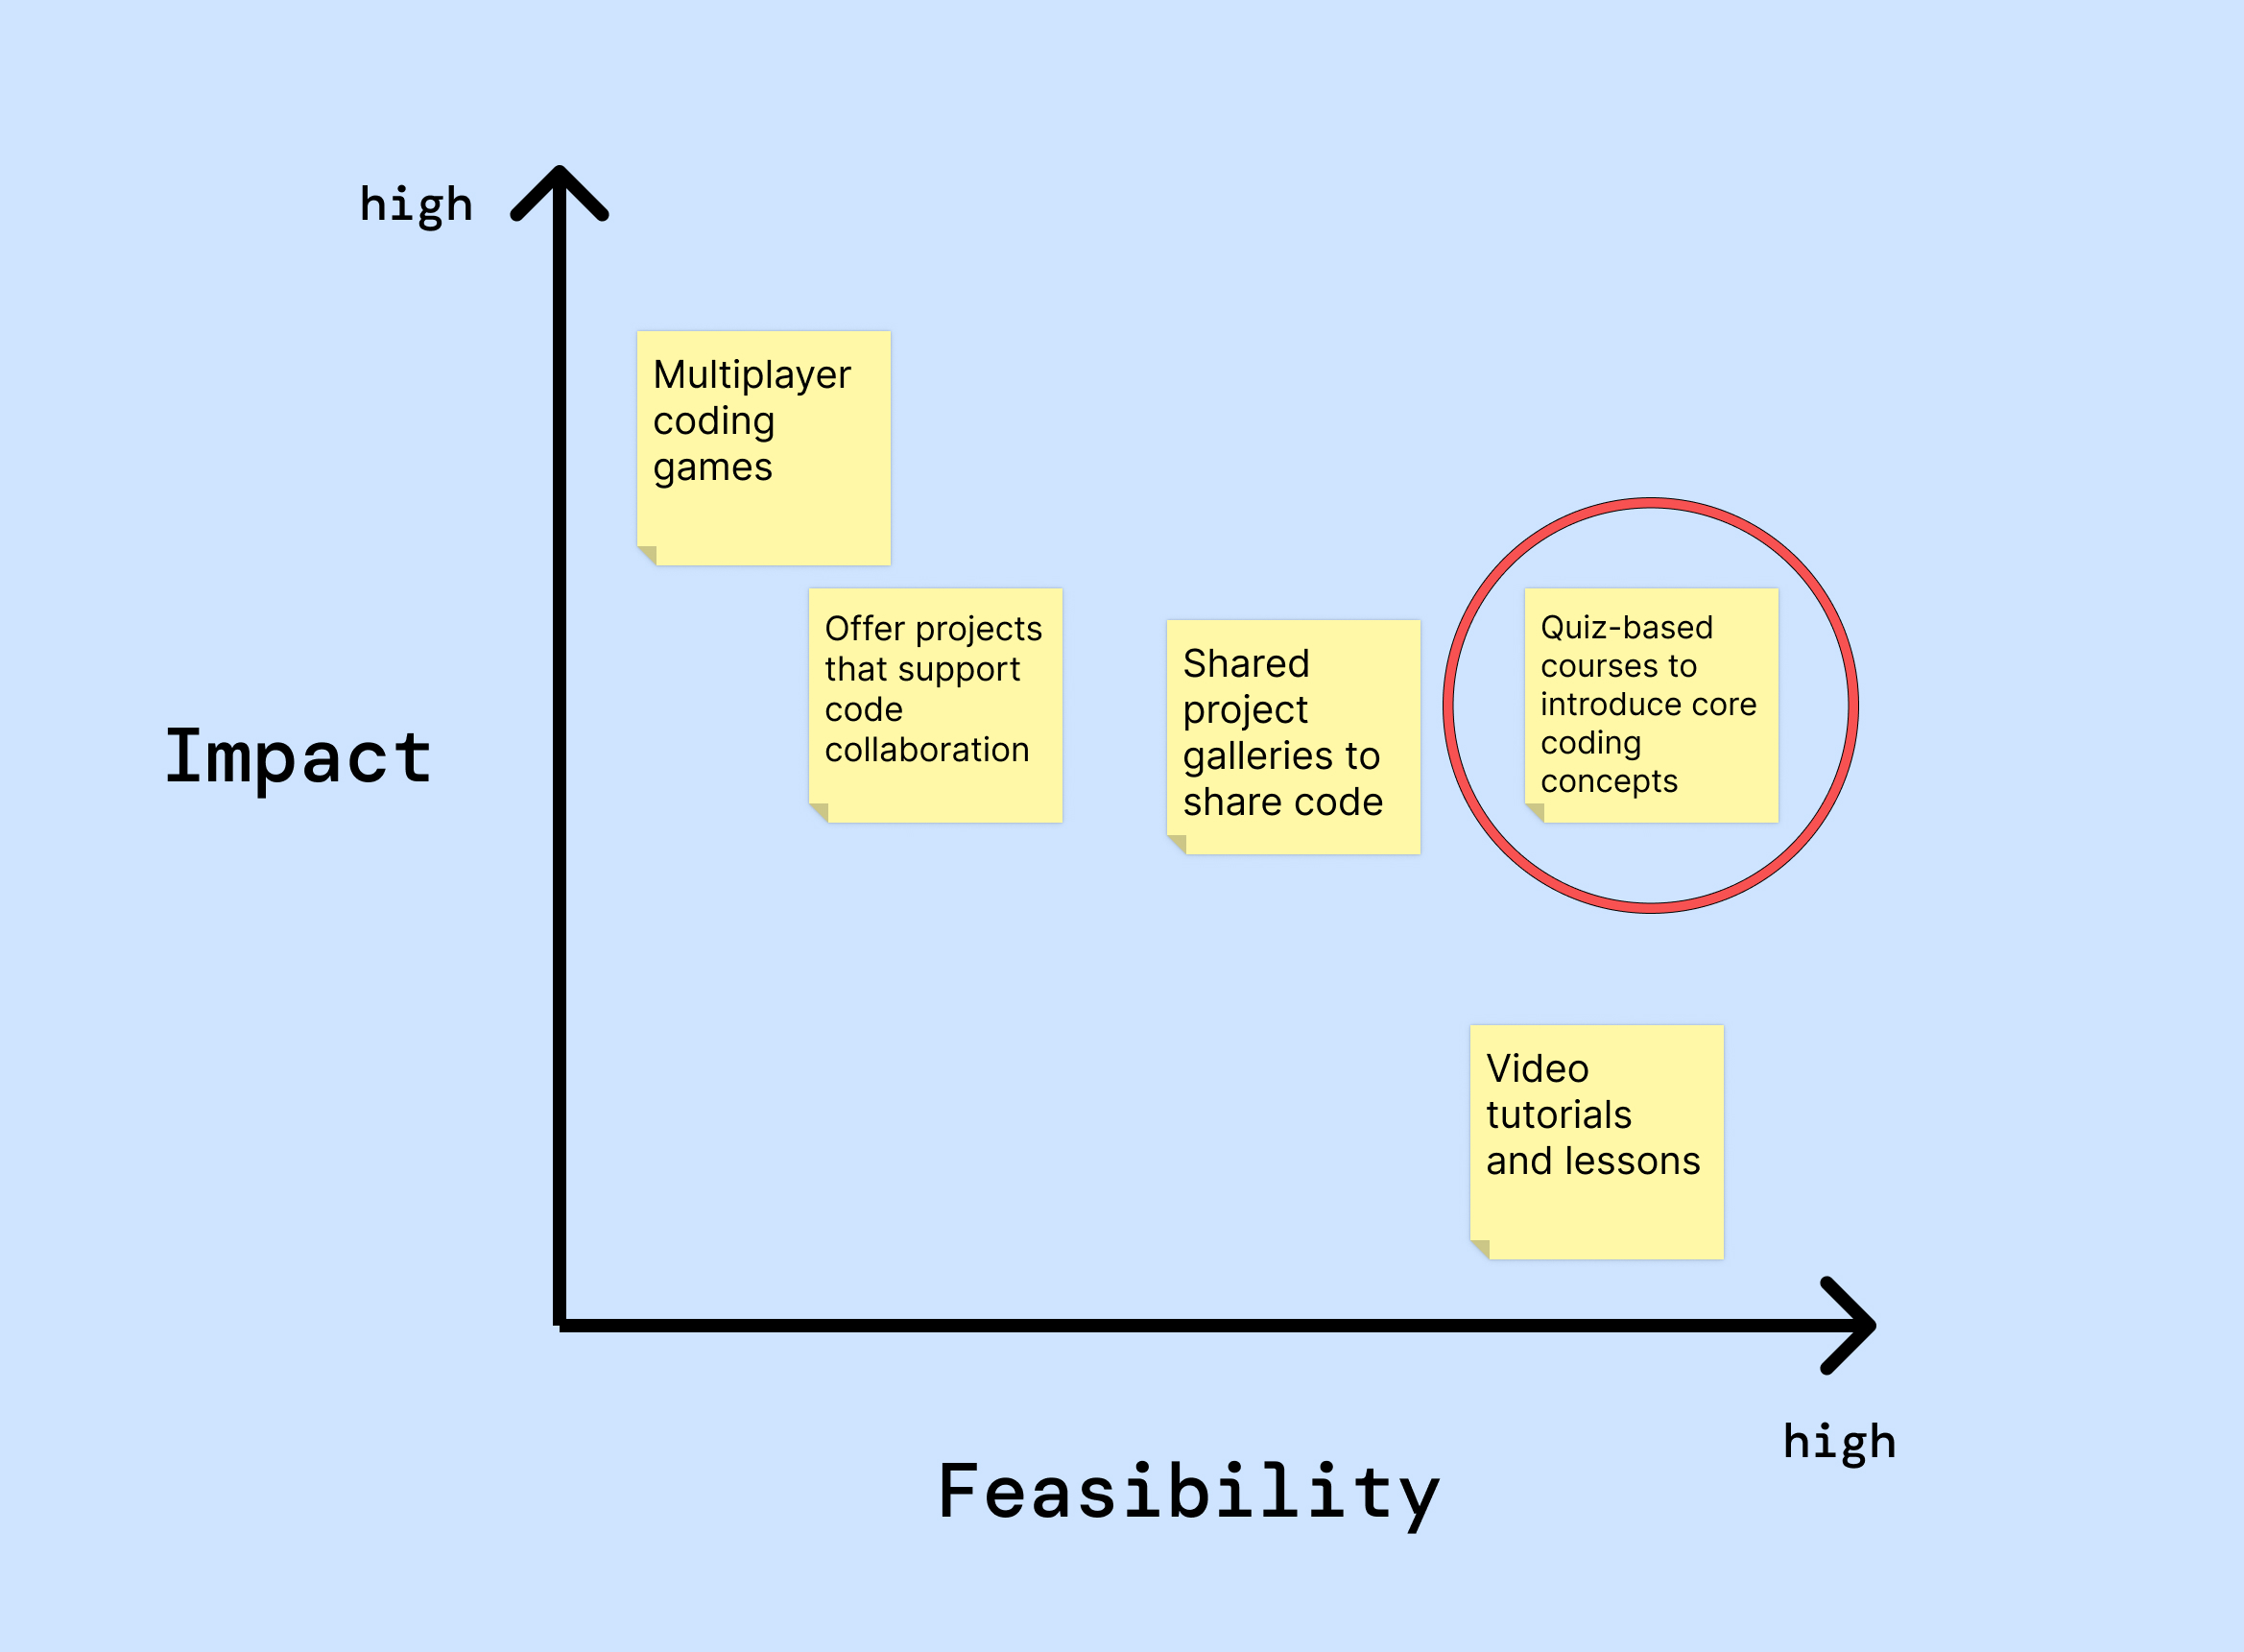 high
Multiplayer
coding
games
Offer projects
that support
code
collaboration
Shared
project
galleries to
share code
Quiz-based
courses to
introduce core
coding
concepts
Impact
Video
tutorials
and lessons
high
Feasibility